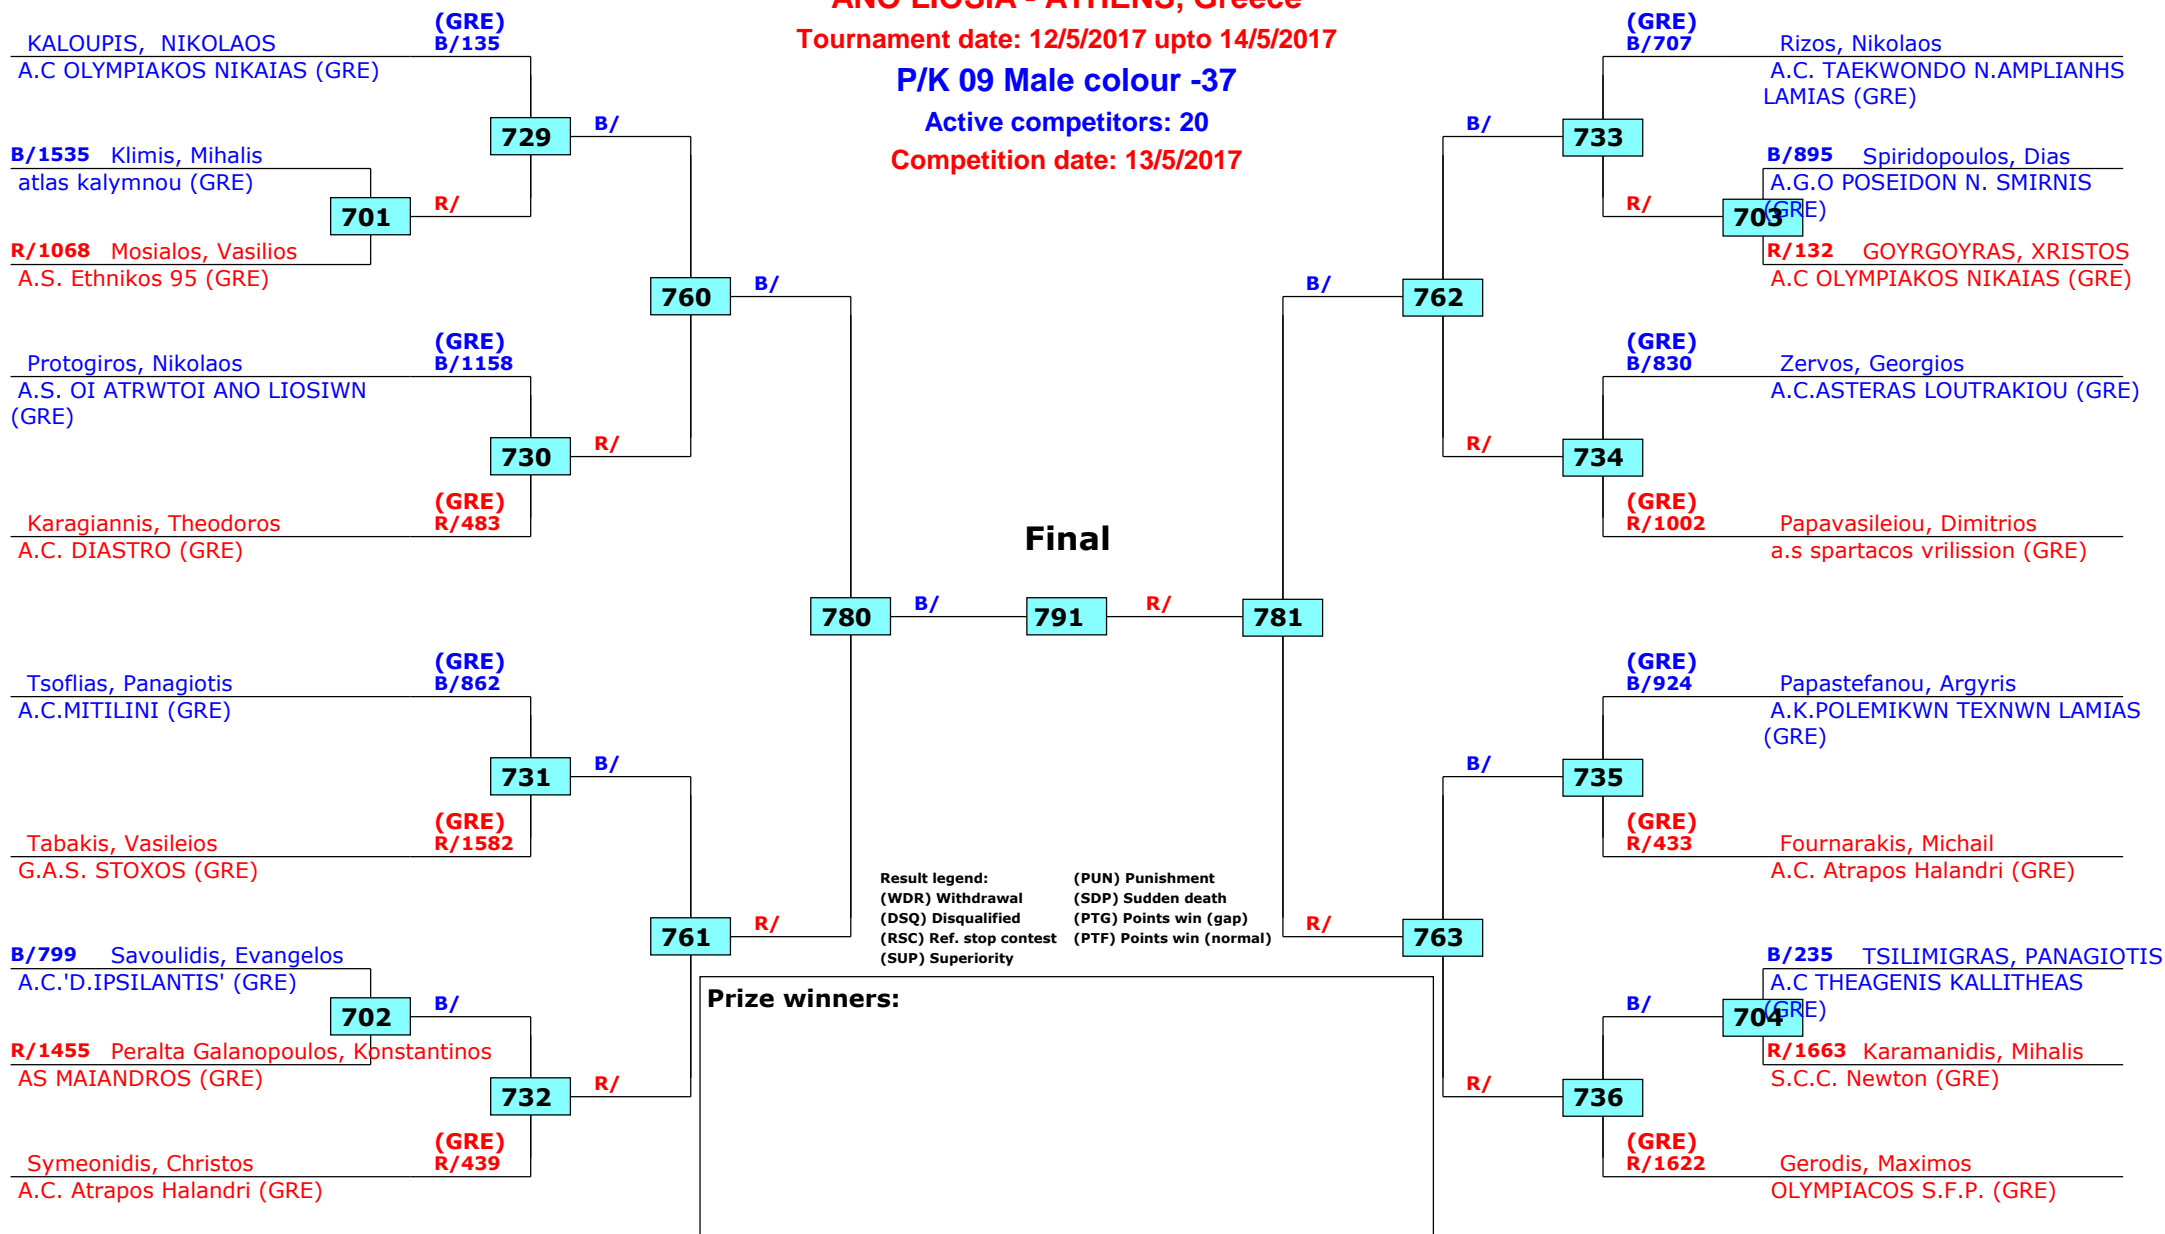 ANO LIOSIA - ATHENS, Greece
Tournament date: 12/5/2017 upto 14/5/2017
P/K 09 Male colour -37
Active competitors: 20
Competition date: 13/5/2017
(GRE)
KALOUPIS, NIKOLAOS B/135
A.C OLYMPIAKOS NIKAIAS (GRE)
729
B/
B/1535 Klimis, Mihalis
atlas kalymnou (GRE)
701
R/
R/1068 Mosialos, Vasilios
A.S. Ethnikos 95 (GRE)
760
B/
(GRE)
Protogiros, Nikolaos B/1158
A.S. OI ATRWTOI ANO LIOSIWN
(GRE)
730
R/
(GRE)
Karagiannis, Theodoros R/483
A.C. DIASTRO (GRE)
780
B/
(GRE)
Tsoflias, Panagiotis B/862
A.C.MITILINI (GRE)
731
B/
(GRE)
Tabakis, Vasileios R/1582
G.A.S. STOXOS (GRE)
761
R/
B/799 Savoulidis, Evangelos
A.C.'D.IPSILANTIS' (GRE)
702
B/
R/1455 Peralta Galanopoulos, Konstantinos
AS MAIANDROS (GRE)
732
R/
(GRE)
Symeonidis, Christos R/439
A.C. Atrapos Halandri (GRE)
Final
791
R/
781
(GRE)
B/707 Rizos, Nikolaos
A.C. TAEKWONDO N.AMPLIANHS
LAMIAS (GRE)
B/
733
B/895 Spiridopoulos, Dias
A.G.O POSEIDON N. SMIRNIS
(GRE)
R/
703
R/132 GOYRGOYRAS, XRISTOS
A.C OLYMPIAKOS NIKAIAS (GRE)
B/
762
(GRE)
B/830 Zervos, Georgios
A.C.ASTERAS LOUTRAKIOU (GRE)
R/
734
(GRE)
R/1002 Papavasileiou, Dimitrios
a.s spartacos vrilission (GRE)
(GRE)
B/924 Papastefanou, Argyris
A.K.POLEMIKWN TEXNWN LAMIAS
(GRE)
B/
735
(GRE)
R/433 Fournarakis, Michail
A.C. Atrapos Halandri (GRE)
R/
763
B/235 TSILIMIGRAS, PANAGIOTIS
A.C THEAGENIS KALLITHEAS
(GRE)
B/
704
R/1663 Karamanidis, Mihalis
S.C.C. Newton (GRE)
R/
736
(GRE)
R/1622 Gerodis, Maximos
OLYMPIACOS S.F.P. (GRE)
Result legend: (PUN) Punishment
(WDR) Withdrawal (SDP) Sudden death
(DSQ) Disqualified (PTG) Points win (gap)
(RSC) Ref. stop contest (PTF) Points win (normal)
(SUP) Superiority
Prize winners: